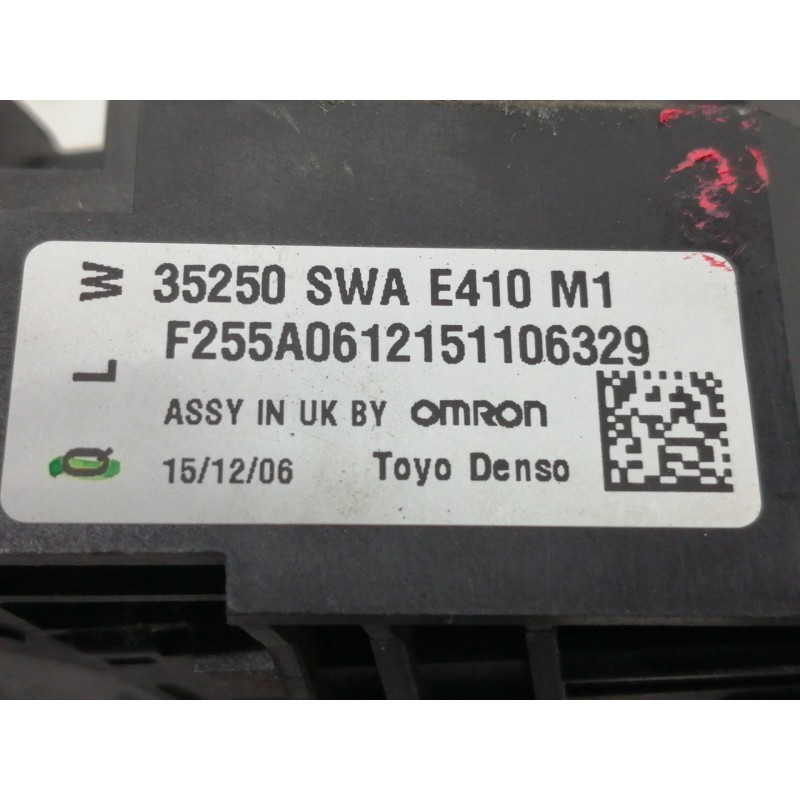 35250 SWA E410 M1
F255A0612151106329
ASSY IN UK BY OMRON
15/12/06 Toyo Denso
Q L W